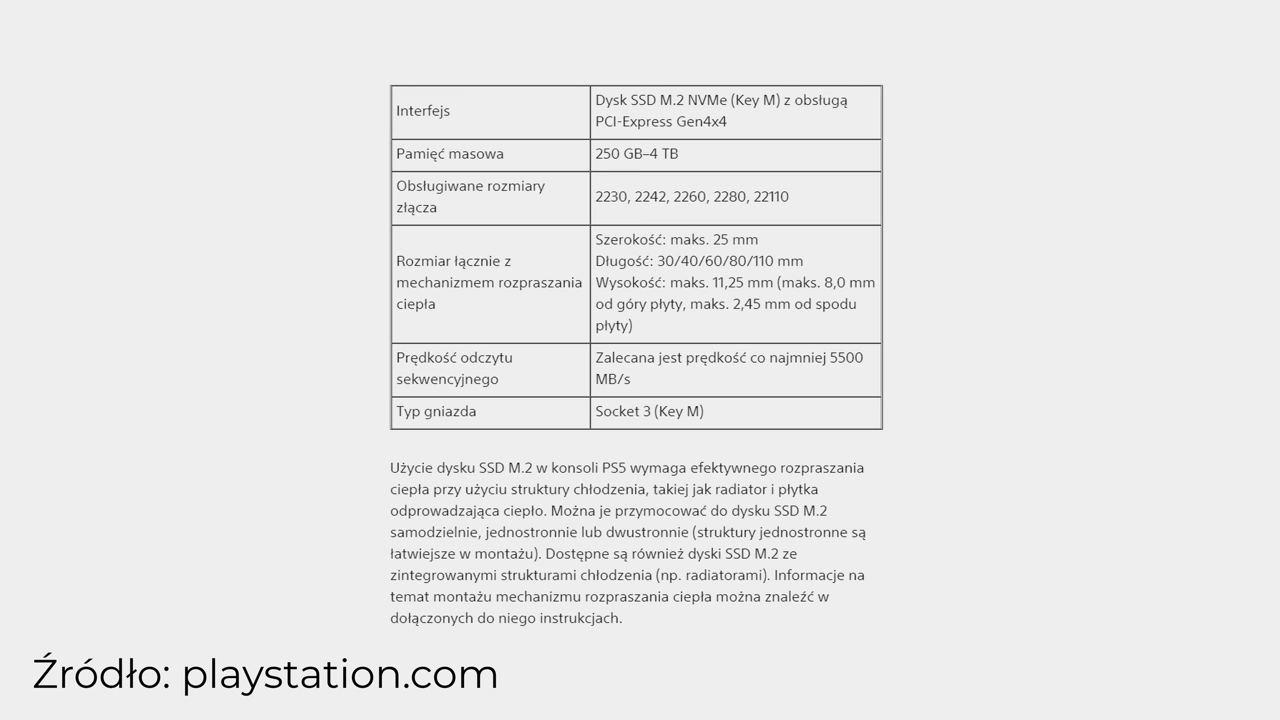 Interfejs
Dysk SSD M.2 NVMe (Key M) z obsługą
PCI-Express Gen4x4
Pamięć masowa
250 GB–4 TB
Obsługiwane rozmiary
złącza
2230, 2242, 2260, 2280, 22110
Rozmiar łącznie z
mechanizmem rozpraszania
ciepła
Szerokość: maks. 25 mm
Długość: 30/40/60/80/110 mm
Wysokość: maks. 11,25 mm (maks. 8,0 mm
od góry płyty, maks. 2,45 mm od spodu
płyty)
Prędkość odczytu
sekwencyjnego
Zalecana jest prędkość co najmniej 5500
MB/s
Typ gniazda
Socket 3 (Key M)
Użycie dysku SSD M.2 w konsoli PS5 wymaga efektywnego rozpraszania
ciepła przy użyciu struktury chłodzenia, takiej jak radiator i płytka
odprowadzająca ciepło. Można je przymocować do dysku SSD M.2
samodzielnie, jednostronnie lub dwustronnie (struktury jednostronne są
łatwiejsze w montażu). Dostępne są również dyski SSD M.2 ze
zintegrowanymi strukturami chłodzenia (np. radiatorami). Informacje na
temat montażu mechanizmu rozpraszania ciepła można znaleźć w
dołączonych do niego instrukcjach.
Źródło: playstation.com